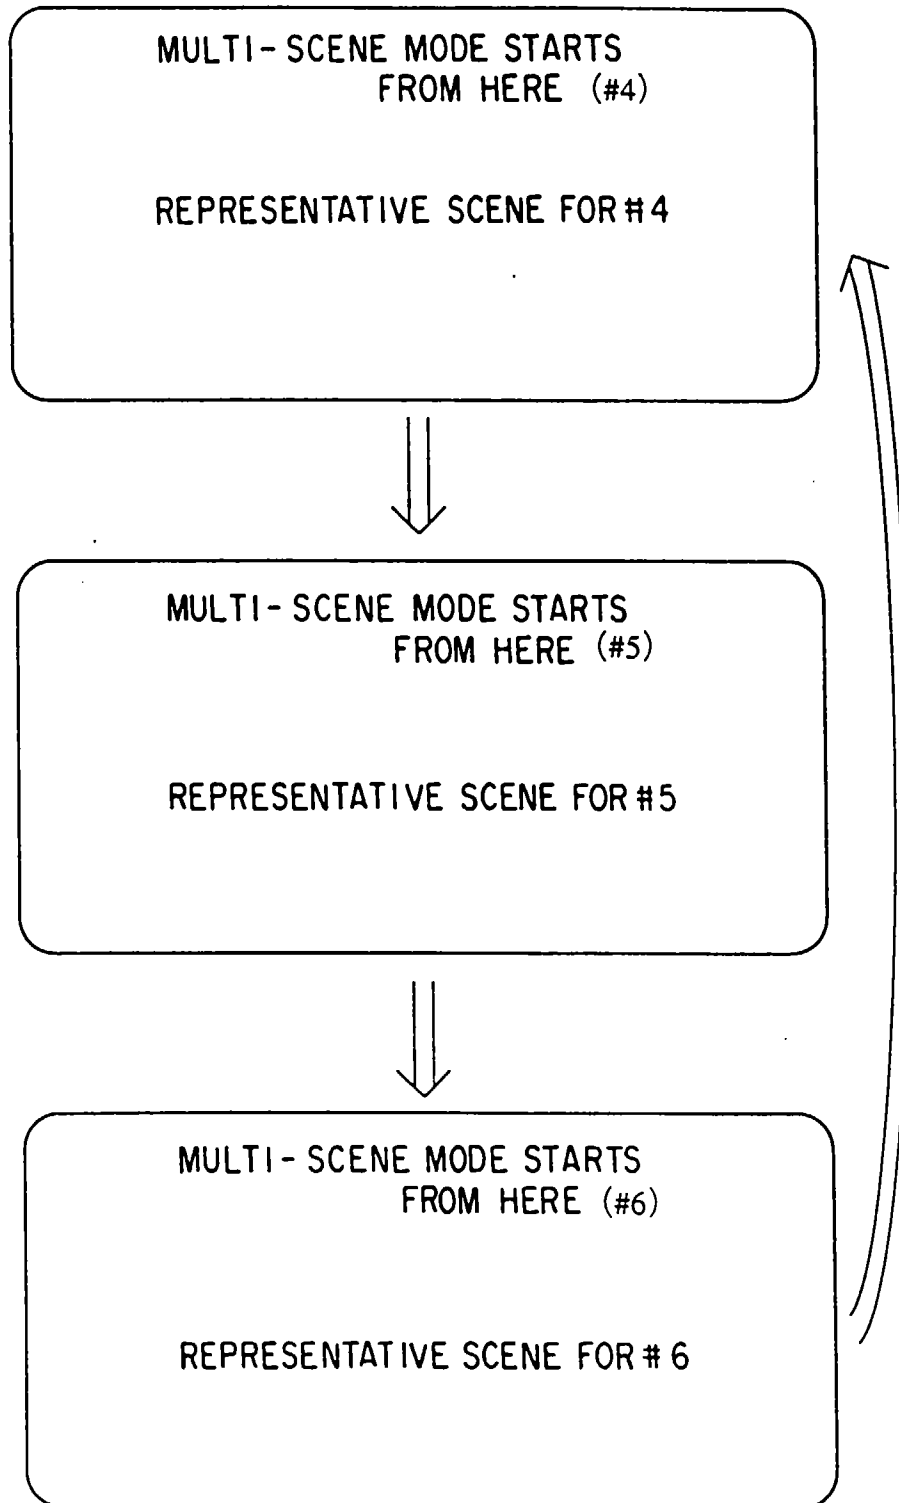 MULTI-SCENE MODE STARTS
FROM HERE (#4)
REPRESENTATIVE SCENE FOR #4
MULTI-SCENE MODE STARTS
FROM HERE (#5)
REPRESENTATIVE SCENE FOR #5
MULTI-SCENE MODE STARTS
FROM HERE (#6)
REPRESENTATIVE SCENE FOR #6